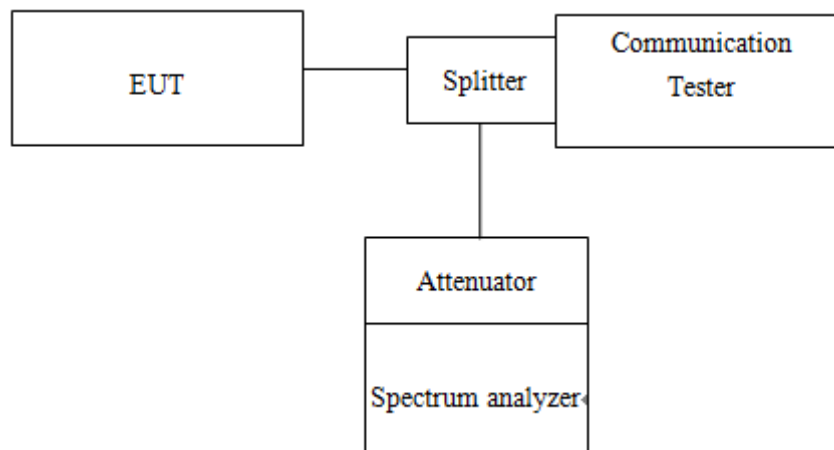 EUT
Splitter
Communication
Tester
Attenuator
Spectrum analyzer